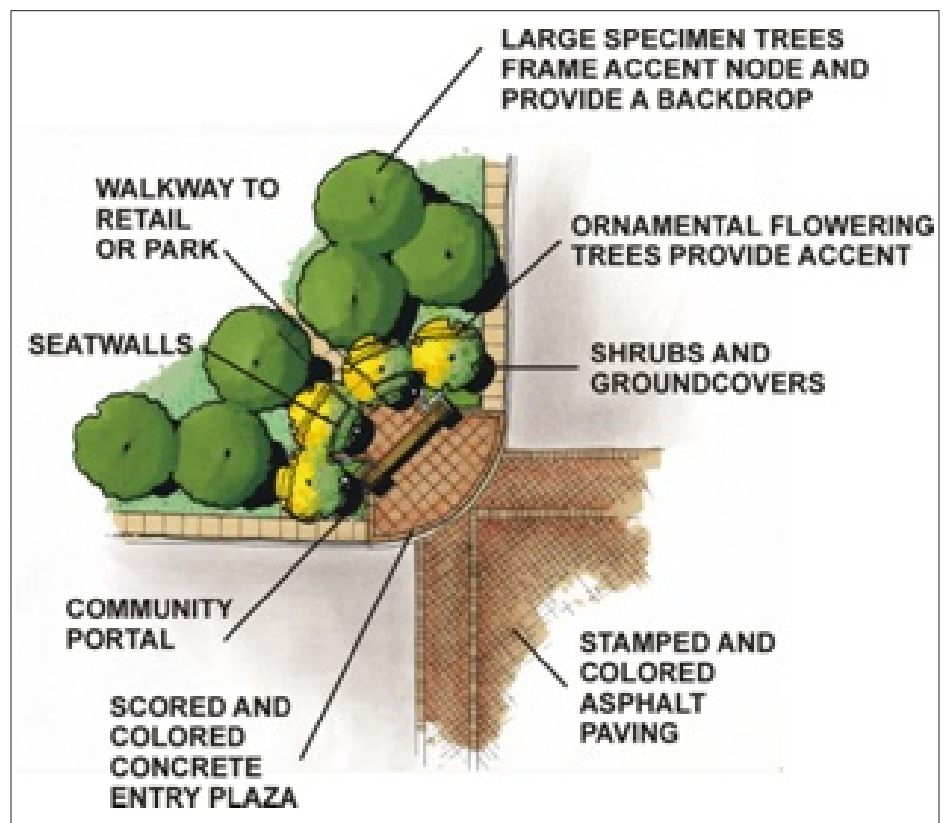 LARGE SPECIMEN TREES
FRAME ACCENT NODE AND
PROVIDE A BACKDROP
WALKWAY TO
RETAIL
OR PARK
ORNAMENTAL FLOWERING
TREES PROVIDE ACCENT
SEATWALLS
SHRUBS AND
GROUNDCOVERS
COMMUNITY
PORTAL
STAMPED AND
COLORED
ASPHALT
PAVING
SCORED AND
COLORED
CONCRETE
ENTRY PLAZA